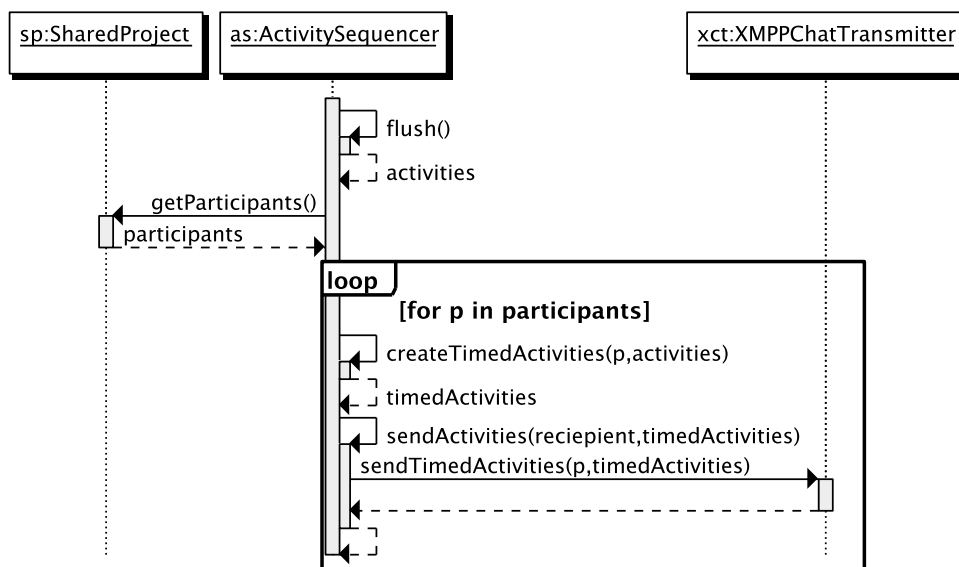 sp:SharedProject
as:ActivitySequencer
xct:XMPPChatTransmitter
flush()
activities
getParticipants()
participants
loop
[for p in participants]
createTimedActivities(p,activities)
timedActivities
sendActivities(reciepient,timedActivities)
sendTimedActivities(p,timedActivities)